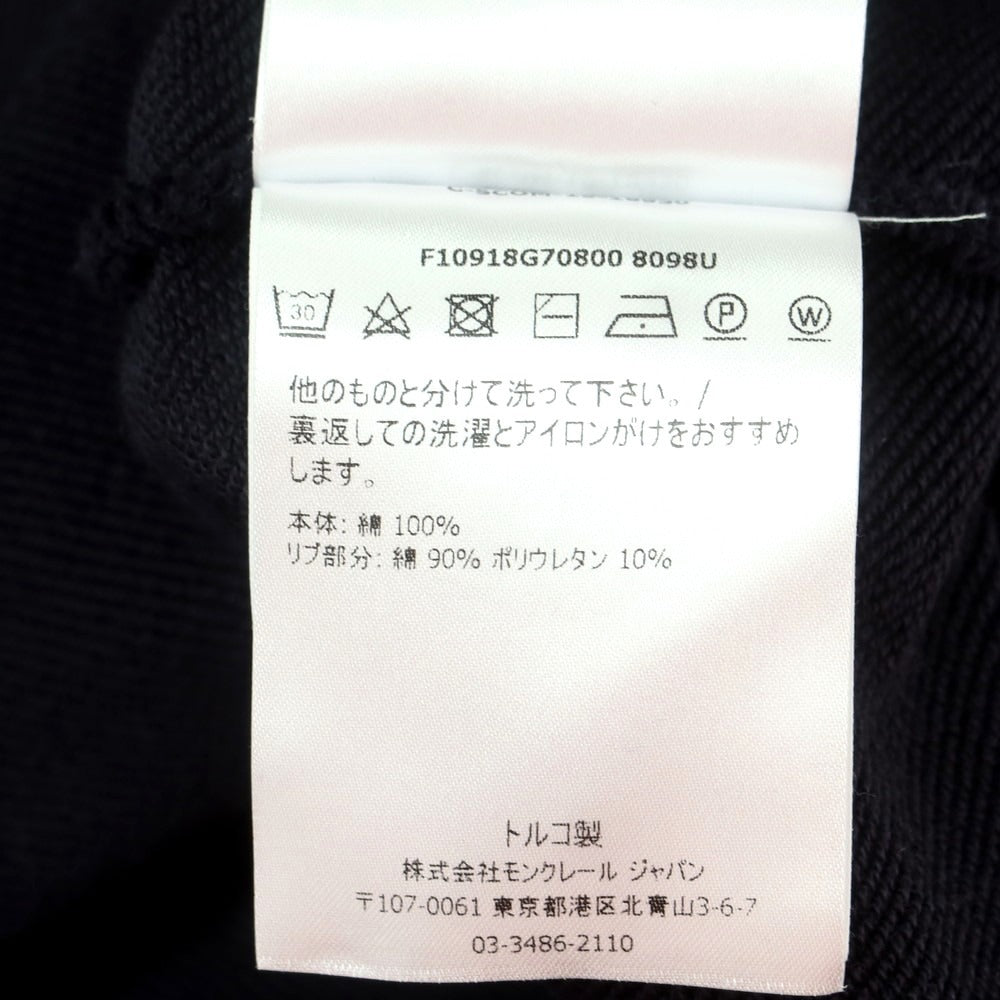 F10918G70800 8098U
30
P
W
他のものと分けて洗って下さい。/
裏返しての洗濯とアイロンがけをおすすめ
します。
本体: 綿 100%
リブ部分: 綿 90% ポリウレタン 10%
トルコ製
株式会社モンクレール ジャパン
〒107-0061 東京都港区北青山3-6-7
03-3486-2110